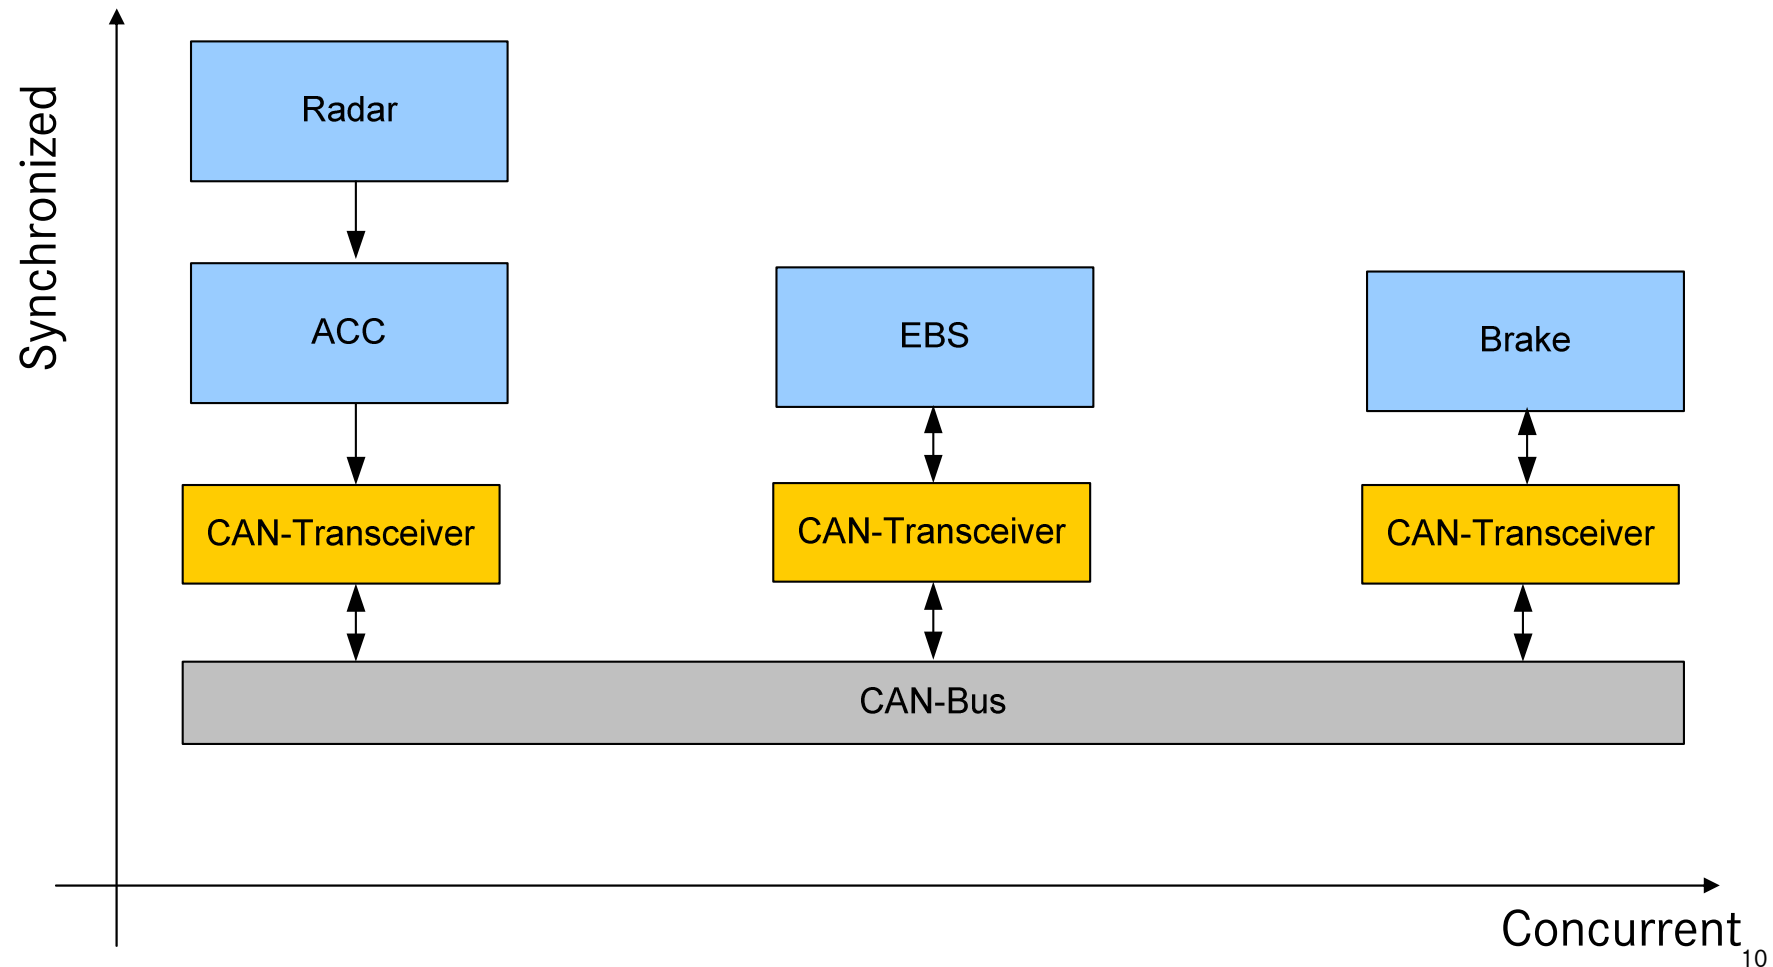 Synchronized
Radar
ACC
EBS
Brake
CAN-Transceiver
CAN-Transceiver
CAN-Transceiver
CAN-Bus
Concurrent
10